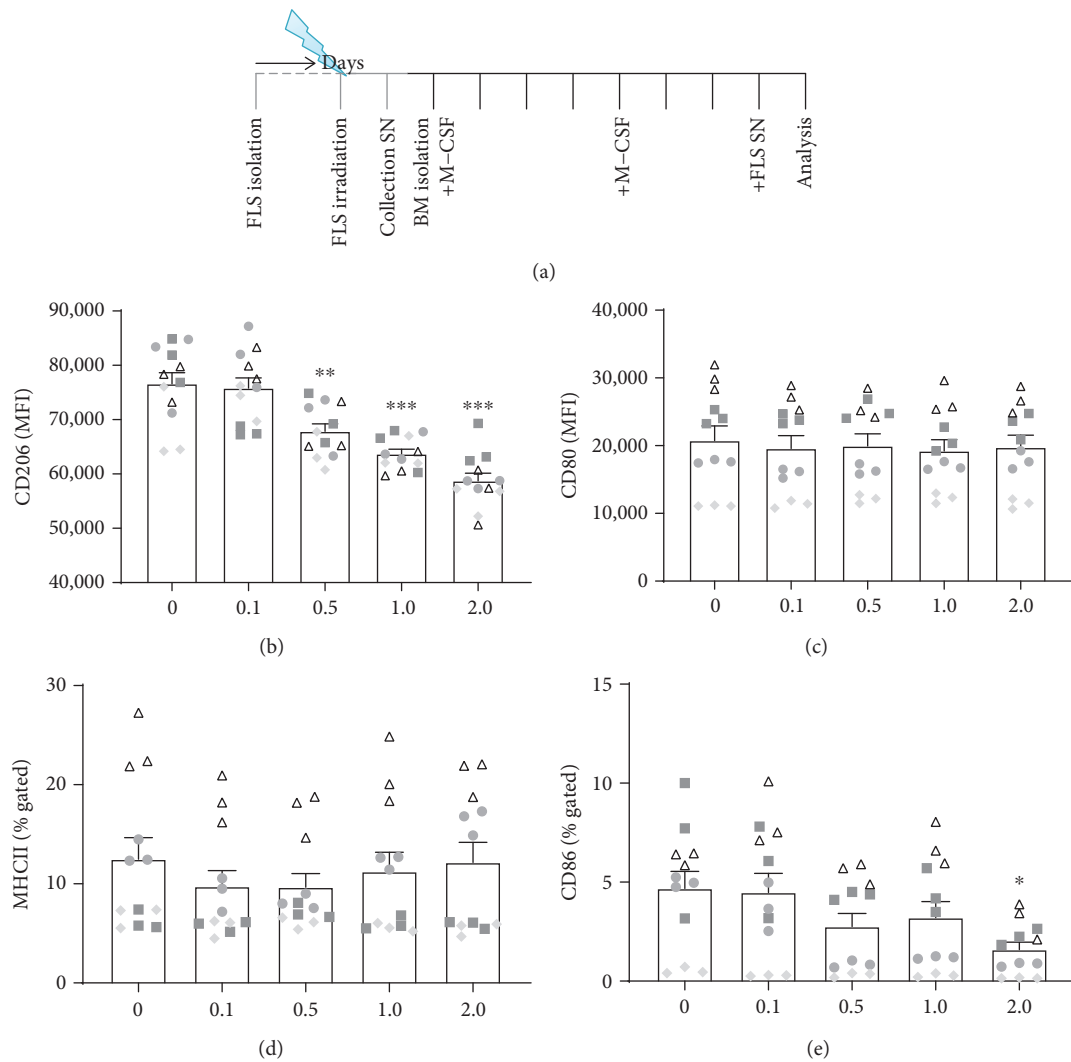 Days
FLS isolation
FLS irradiation
Collection SN
BM isolation
+M−CSF
+M−CSF
+FLS SN
Analysis
(a)
CD206 (MFI)
90,000
80,000
70,000
60,000
50,000
40,000
**
***
***
0 0.1 0.5 1.0 2.0
(b)
CD80 (MFI)
40,000
30,000
20,000
10,000
0
0 0.1 0.5 1.0 2.0
(c)
MHCII (% gated)
30
20
10
0
0 0.1 0.5 1.0 2.0
(d)
CD86 (% gated)
15
10
5
0
*
0 0.1 0.5 1.0 2.0
(e)